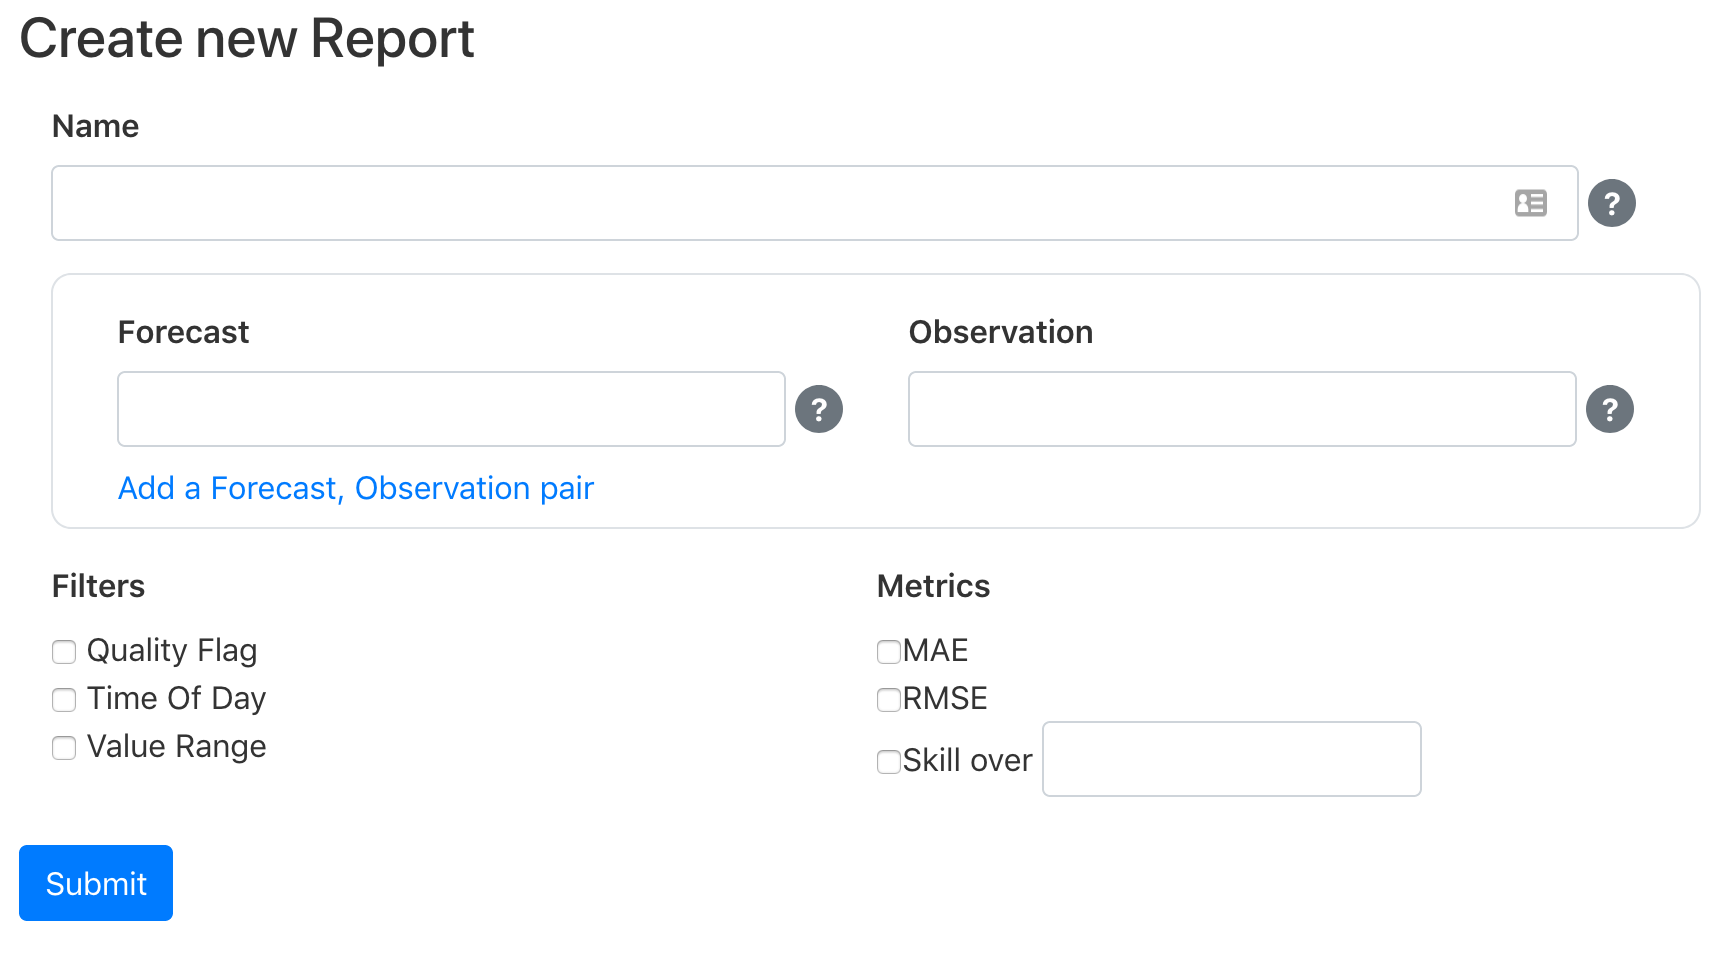 Create new Report
Name
?
Forecast
Observation
?
?
Add a Forecast, Observation pair
Filters
Metrics
Quality Flag
MAE
Time Of Day
RMSE
Value Range
Skill over
Submit